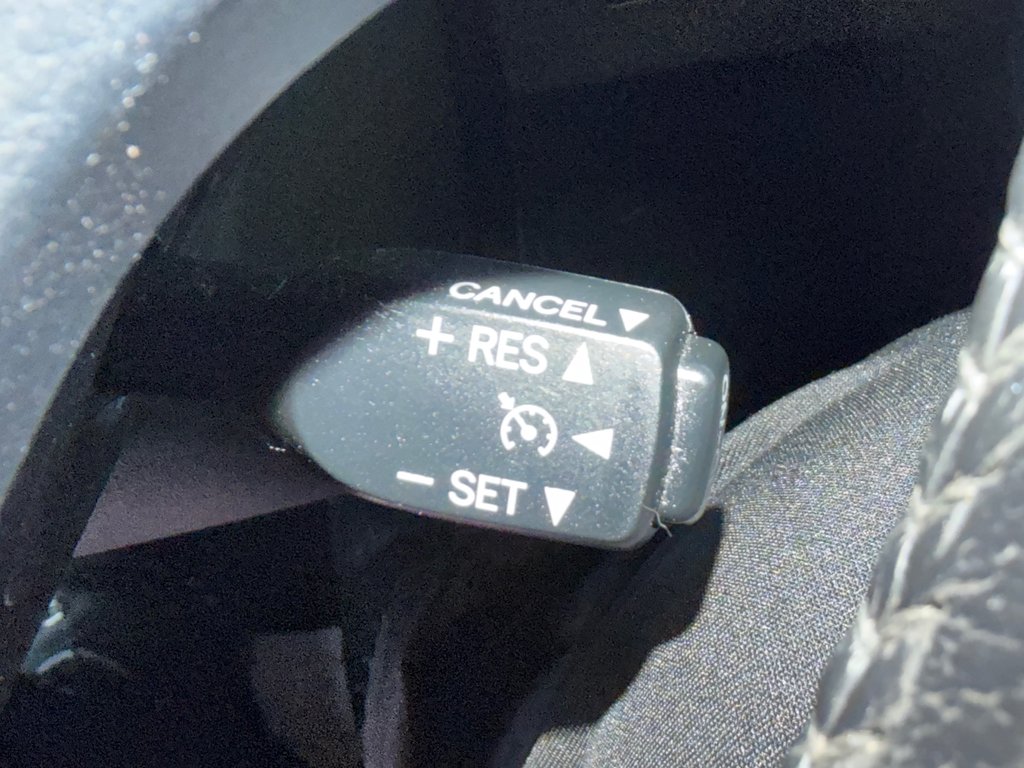 CANCEL ▼
+ RES ▲
◀
− SET ▼